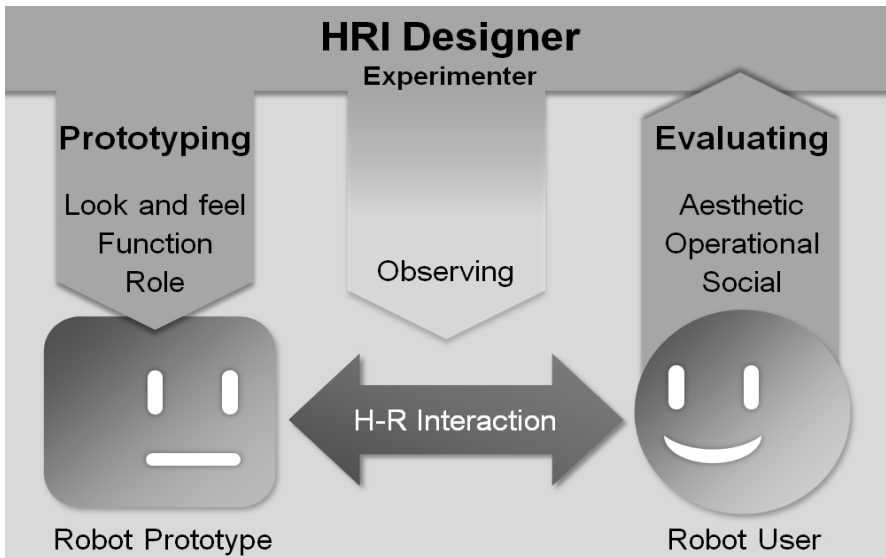 HRI Designer
Experimenter
Prototyping
Look and feel
Function
Role
Observing
Evaluating
Aesthetic
Operational
Social
H-R Interaction
Robot Prototype
Robot User